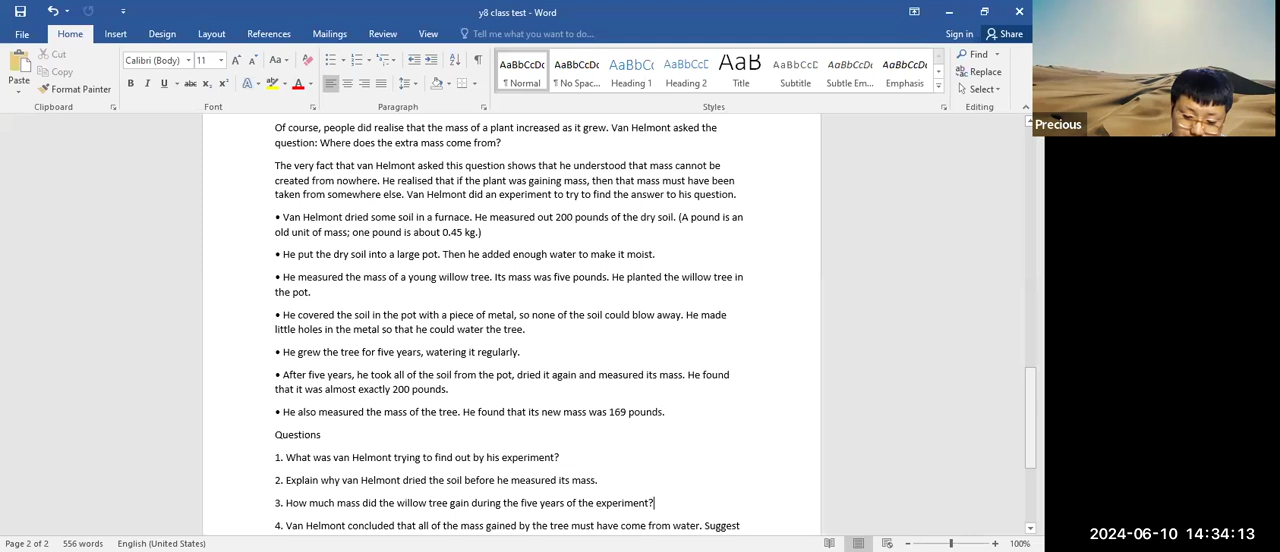 y8 class test - Word
File Home Insert Design Layout References Mailings Review View Tell me what you want to do... Sign in Share
Cut
Copy
Format Painter
Paste
Calibri (Body) 11
Aa
B I U abc x₂ x²
AaBbCcDc AaBbCcDc AaBbCc AaBbCcE AaB AaBbCcD AaBbCcDc AaBbCcDc
¶ Normal ¶ No Spac... Heading 1 Heading 2 Title Subtitle Subtle Em... Emphasis
Find
Replace
Select
Clipboard Font Paragraph Styles Editing
Precious
Of course, people did realise that the mass of a plant increased as it grew. Van Helmont asked the
question: Where does the extra mass come from?
The very fact that van Helmont asked this question shows that he understood that mass cannot be
created from nowhere. He realised that if the plant was gaining mass, then that mass must have been
taken from somewhere else. Van Helmont did an experiment to try to find the answer to his question.
• Van Helmont dried some soil in a furnace. He measured out 200 pounds of the dry soil. (A pound is an
old unit of mass; one pound is about 0.45 kg.)
• He put the dry soil into a large pot. Then he added enough water to make it moist.
• He measured the mass of a young willow tree. Its mass was five pounds. He planted the willow tree in
the pot.
• He covered the soil in the pot with a piece of metal, so none of the soil could blow away. He made
little holes in the metal so that he could water the tree.
• He grew the tree for five years, watering it regularly.
• After five years, he took all of the soil from the pot, dried it again and measured its mass. He found
that it was almost exactly 200 pounds.
• He also measured the mass of the tree. He found that its new mass was 169 pounds.
Questions
1. What was van Helmont trying to find out by his experiment?
2. Explain why van Helmont dried the soil before he measured its mass.
3. How much mass did the willow tree gain during the five years of the experiment?
4. Van Helmont concluded that all of the mass gained by the tree must have come from water. Suggest
Page 2 of 2 556 words English (United States) 100%
2024-06-10 14:34:13